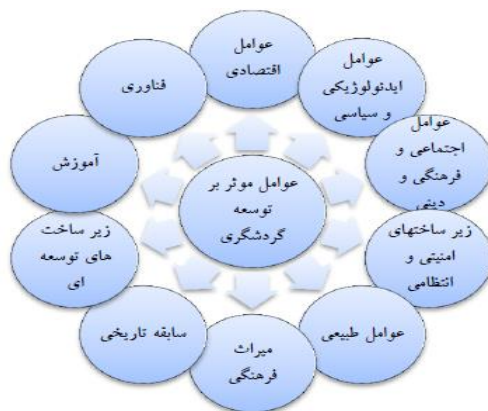 عوامل
اقتصادی
عوامل
ایدئولوژیکی
و سیاسی
عوامل
اجتماعی و
فرهنگی و
دینی
زیر ساختهای
امنیتی و
انتظامی
عوامل طبیعی
میراث
فرهنگی
سابقه تاریخی
زیر ساخت
های توسعه
ای
آموزش
فناوری
عوامل موثر بر
توسعه
گردشگری